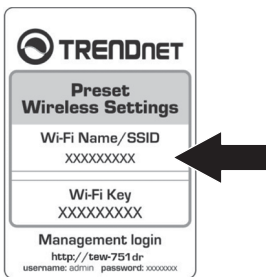 TRENDNET
Preset
Wireless Settings
Wi-Fi Name/SSID
XXXXXXXXX
Wi-Fi Key
XXXXXXXXX
Management login
http://tew-751dr
username: admin password: xxxxxxxx